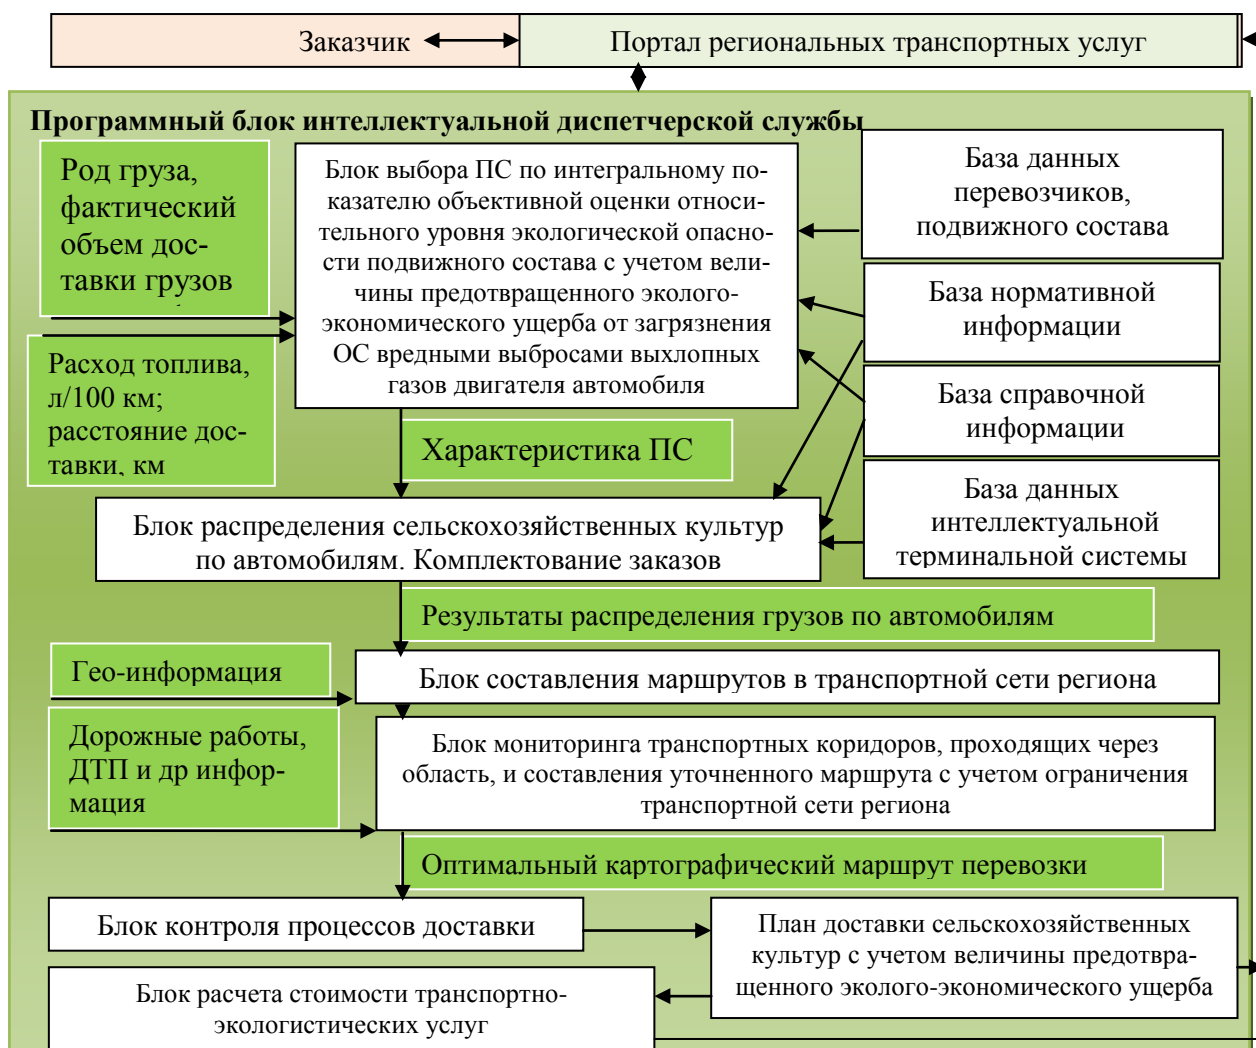 Заказчик
Портал региональных транспортных услуг
Программный блок интеллектуальной диспетчерской службы
Род груза,
фактический
объем дос-
тавки грузов
Расход топлива,
л/100 км;
расстояние дос-
тавки, км
Блок выбора ПС по интегральному по-
казателю объективной оценки относи-
тельного уровня экологической опасно-
сти подвижного состава с учетом вели-
чины предотвращенного эколого-
экономического ущерба от загрязнения
ОС вредными выбросами выхлопных
газов двигателя автомобиля
База данных
перевозчиков,
подвижного состава
База нормативной
информации
База справочной
информации
База данных
интеллектуальной
терминальной системы
Характеристика ПС
Блок распределения сельскохозяйственных культур
по автомобилям. Комплектование заказов
Результаты распределения грузов по автомобилям
Гео-информация
Блок составления маршрутов в транспортной сети региона
Дорожные работы,
ДТП и др инфор-
мация
Блок мониторинга транспортных коридоров, проходящих через
область, и составления уточненного маршрута с учетом ограничения
транспортной сети региона
Оптимальный картографический маршрут перевозки
Блок контроля процессов доставки
План доставки сельскохозяйственных
культур с учетом величины предотвра-
щенного эколого-экономического ущерба
Блок расчета стоимости транспортно-
экологистических услуг